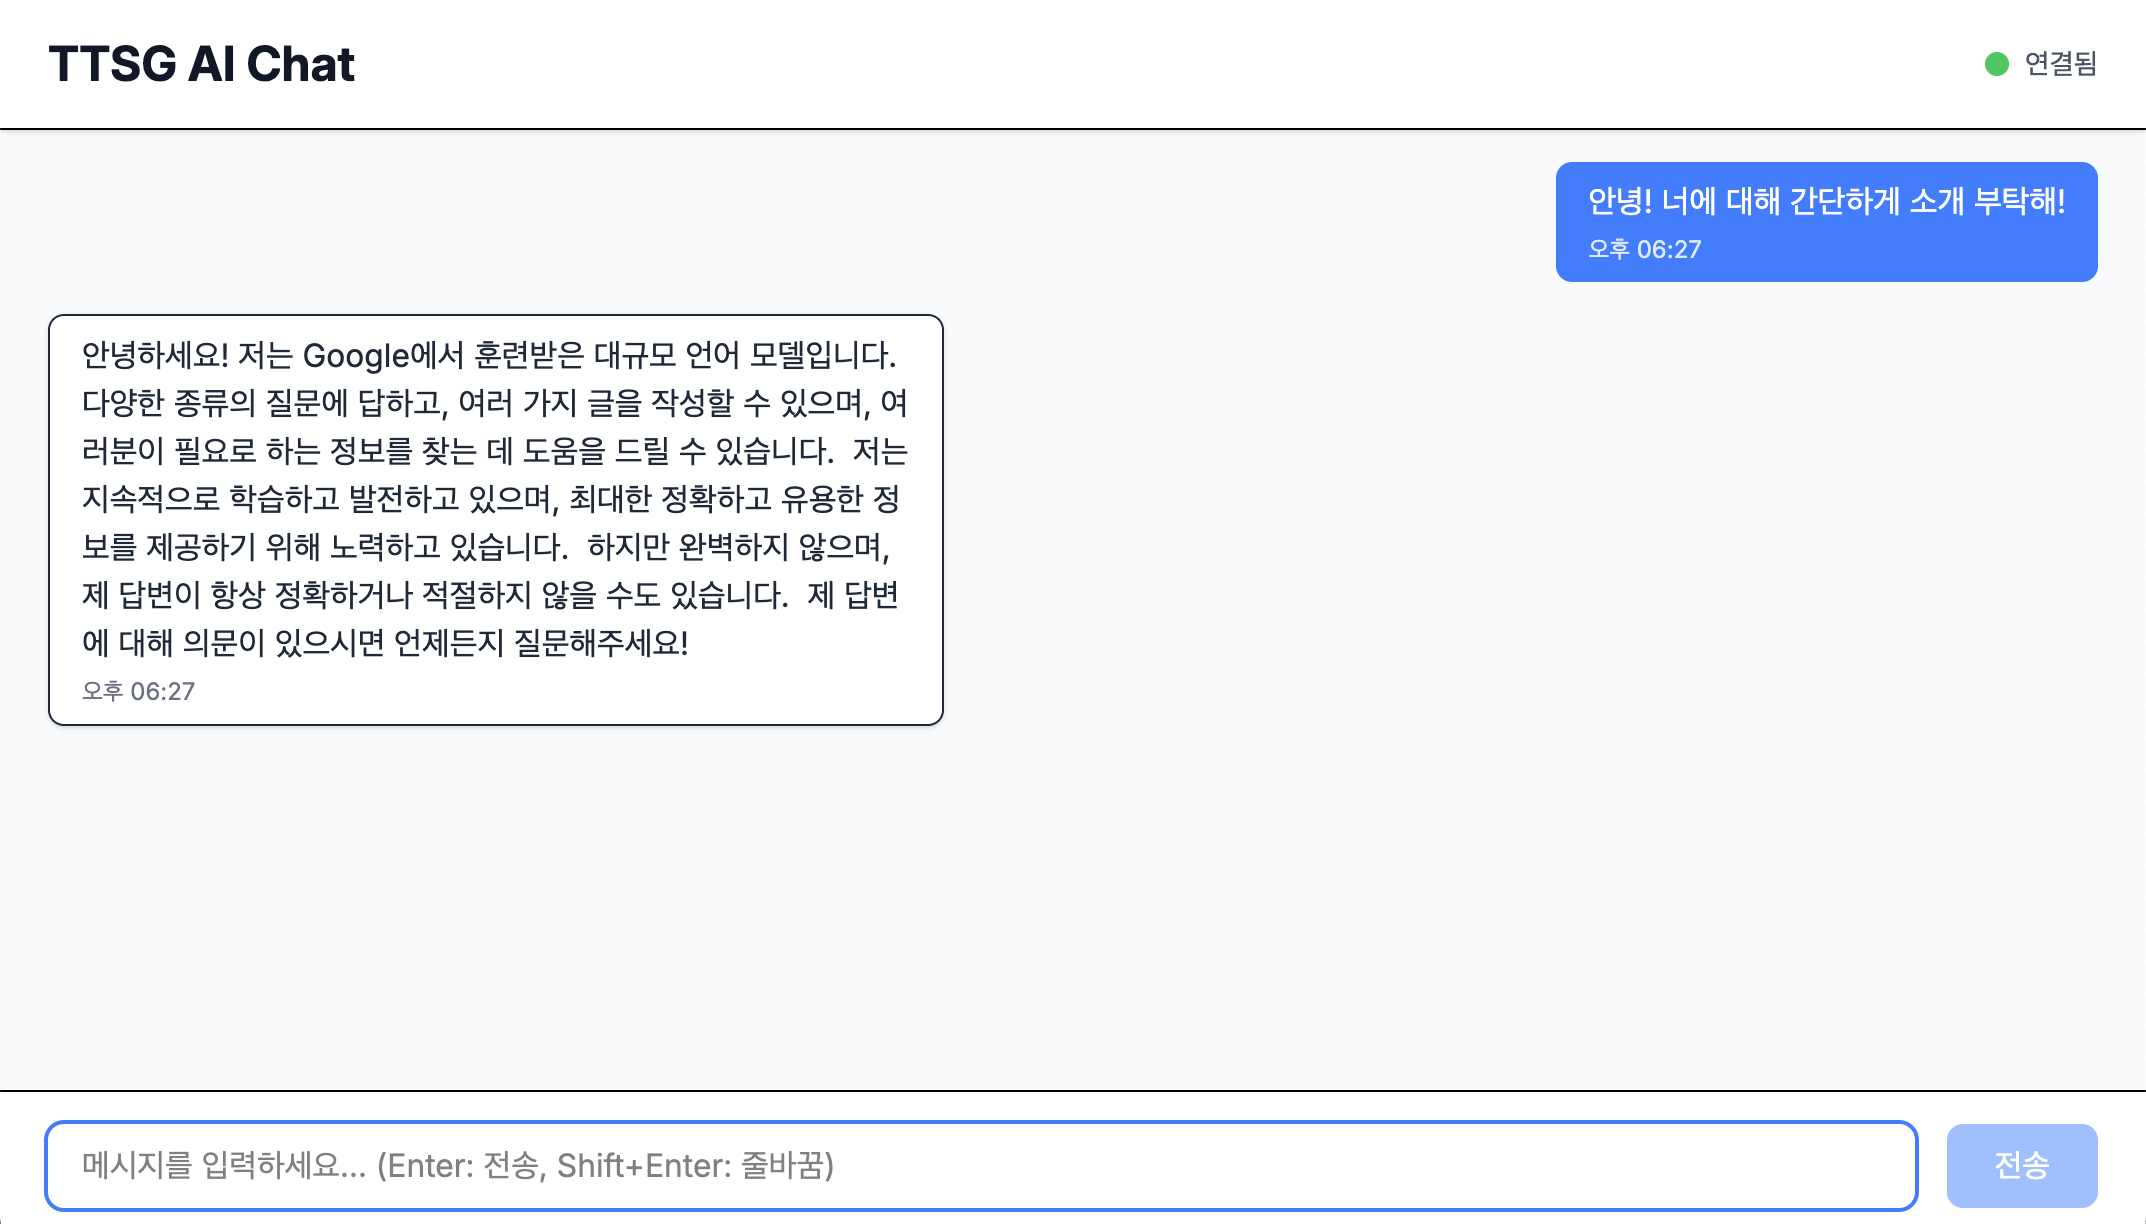 TTSG AI Chat
연결됨
안녕! 너에 대해 간단하게 소개 부탁해!
오후 06:27
안녕하세요! 저는 Google에서 훈련받은 대규모 언어 모델입니다.
다양한 종류의 질문에 답하고, 여러 가지 글을 작성할 수 있으며, 여
러분이 필요로 하는 정보를 찾는 데 도움을 드릴 수 있습니다.  저는
지속적으로 학습하고 발전하고 있으며, 최대한 정확하고 유용한 정
보를 제공하기 위해 노력하고 있습니다.  하지만 완벽하지 않으며,
제 답변이 항상 정확하거나 적절하지 않을 수도 있습니다.  제 답변
에 대해 의문이 있으시면 언제든지 질문해주세요!
오후 06:27
메시지를 입력하세요... (Enter: 전송, Shift+Enter: 줄바꿈)
전송